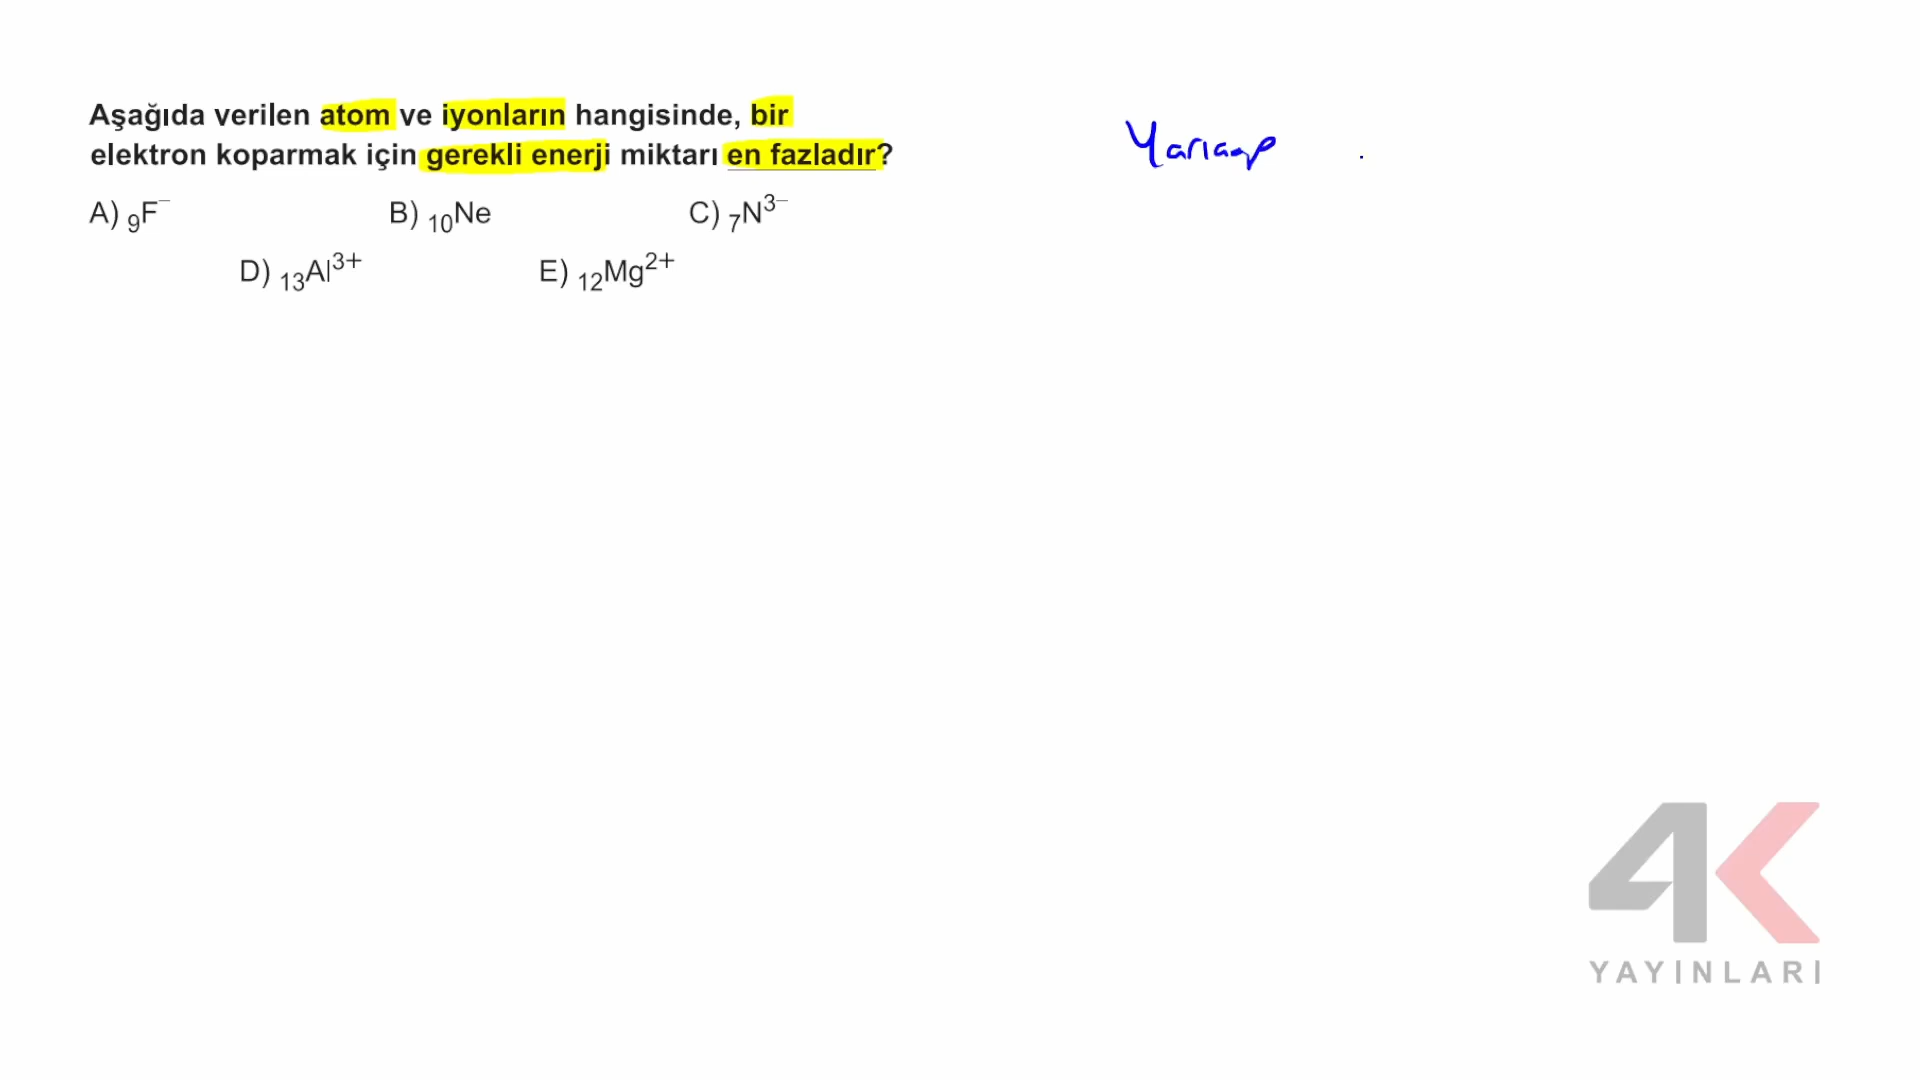 Aşağıda verilen atom ve iyonların hangisinde, bir
elektron koparmak için gerekli enerji miktarı en fazladır?
A) ₉F⁻ B) ₁₀Ne C) ₇N³⁻
D) ₁₃Al³⁺ E) ₁₂Mg²⁺
Yarıçap
4K
YAYINLARI